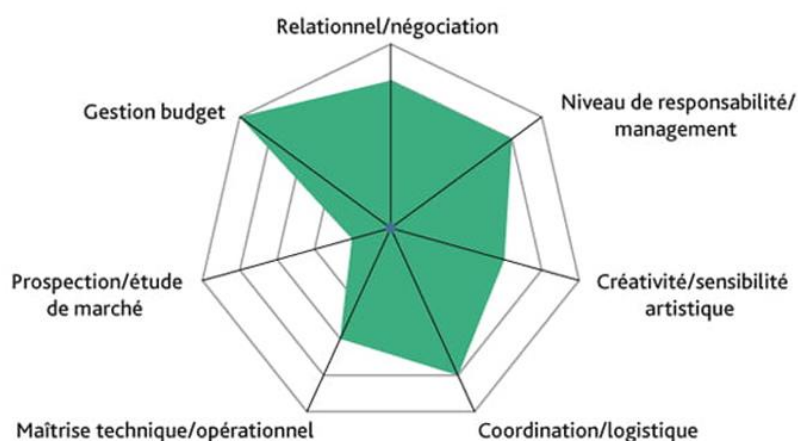 Relationnel/négociation
Gestion budget
Niveau de responsabilité/
management
Prospection/étude
de marché
Créativité/sensibilité
artistique
Maîtrise technique/opérationnel
Coordination/logistique